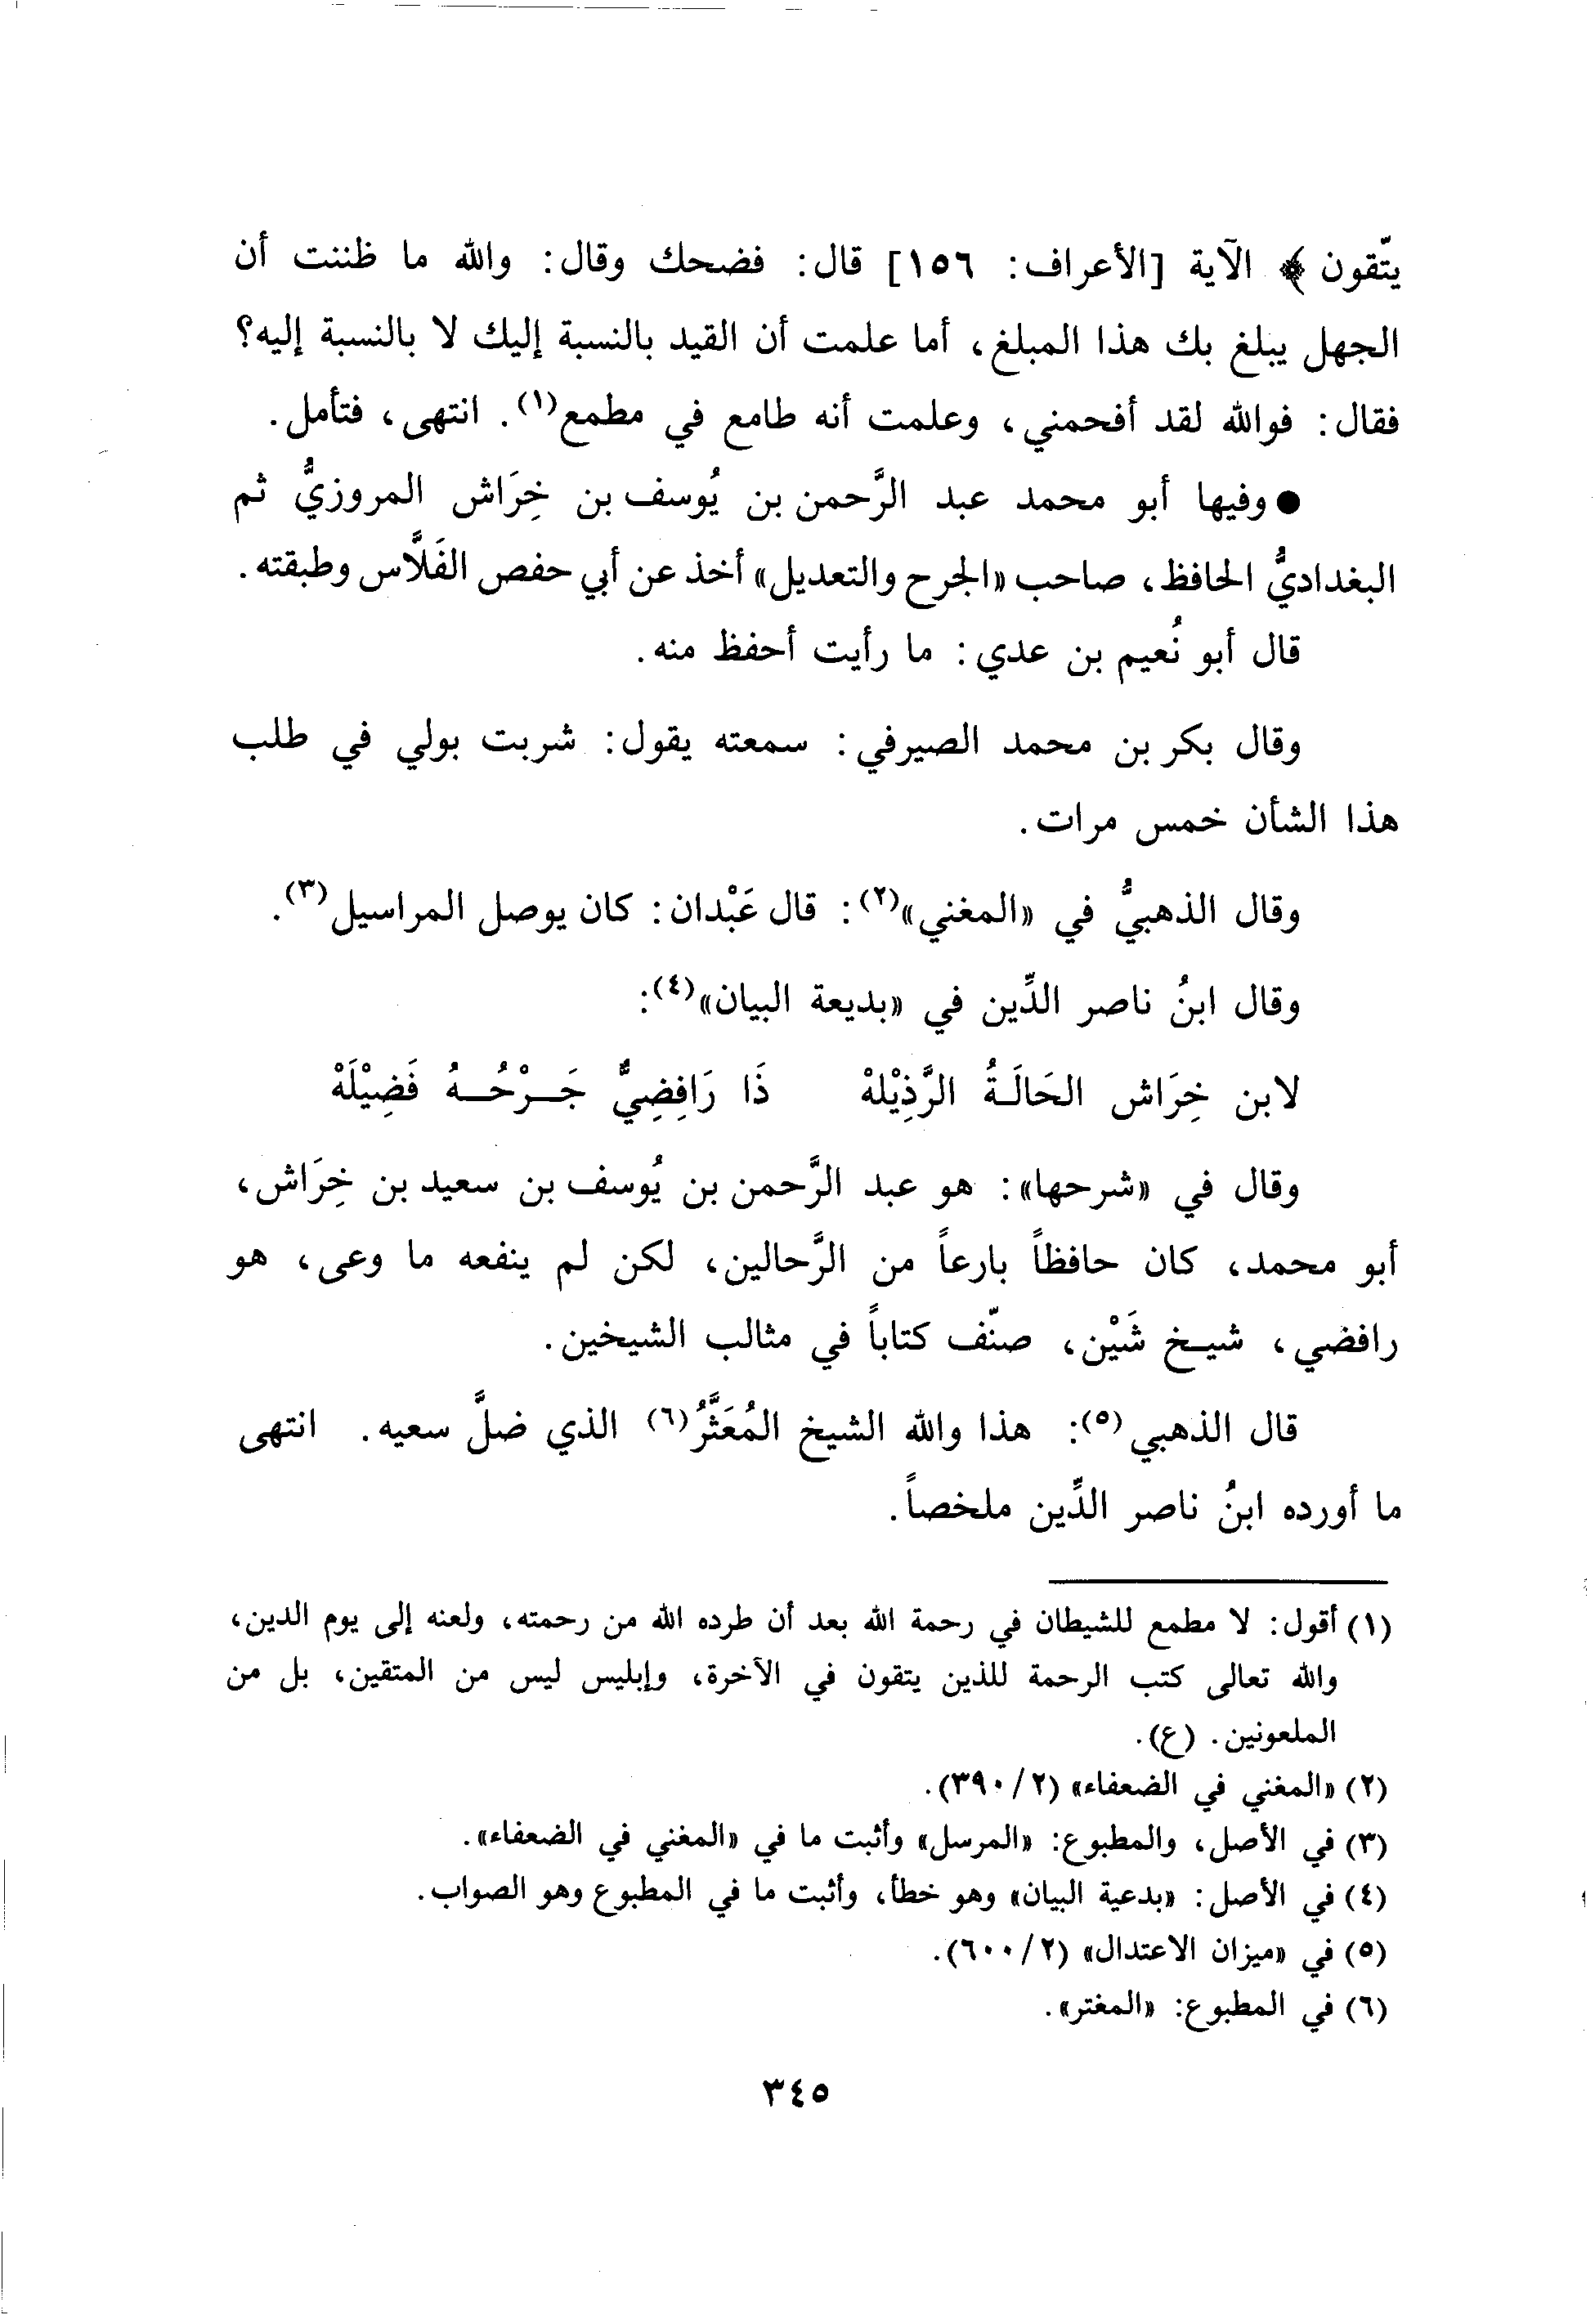 يتّقون ﴾ الآية [الأعراف: ١٥٦] قال: فضحك وقال: والله ما ظننت أن
الجهل يبلغ بك هذا المبلغ، أما علمت أن القيد بالنسبة إليك لا بالنسبة إليه؟
فقال: فوالله لقد أفحمني، وعلمت أنه طامع في مطمع(١). انتهى، فتأمل.
● وفيها أبو محمد عبد الرَّحمن بن يُوسف بن خِرَاش المروزيُّ ثم
البغداديُّ الحافظ، صاحب «الجرح والتعديل» أخذ عن أبي حفص الفَلَّاس وطبقته.
قال أبو نُعيم بن عدي: ما رأيت أحفظ منه.
وقال بكر بن محمد الصيرفي: سمعته يقول: شربت بولي في طلب
هذا الشأن خمس مرات.
وقال الذهبيُّ في «المغني»(٢): قال عَبْدان: كان يوصل المراسيل(٣).
وقال ابنُ ناصر الدِّين في «بديعة البيان»(٤):
لابن خِرَاش الحَالَـةُ الرَّذِيْلهْ ذَا رَافِضِيٌّ جَـرْحُـهُ فَضِيْلَهْ
وقال في «شرحها»: هو عبد الرَّحمن بن يُوسف بن سعيد بن خِرَاش،
أبو محمد، كان حافظاً بارعاً من الرَّحالين، لكن لم ينفعه ما وعى، هو
رافضي، شيـخ شَيْن، صنّف كتاباً في مثالب الشيخين.
قال الذهبي(٥): هذا والله الشيخ المُعَثَّرُ(٦) الذي ضلَّ سعيه. انتهى
ما أورده ابنُ ناصر الدِّين ملخصاً.
(١) أقول: لا مطمع للشيطان في رحمة الله بعد أن طرده الله من رحمته، ولعنه إلى يوم الدين،
والله تعالى كتب الرحمة للذين يتقون في الآخرة، وإبليس ليس من المتقين، بل من
الملعونين. (ع).
(٢) «المغني في الضعفاء» (٢/٣٩٠).
(٣) في الأصل، والمطبوع: «المرسل» وأثبت ما في «المغني في الضعفاء».
(٤) في الأصل: «بدعية البيان» وهو خطأ، وأثبت ما في المطبوع وهو الصواب.
(٥) في «ميزان الاعتدال» (٢/٦٠٠).
(٦) في المطبوع: «المغتر».
٣٤٥